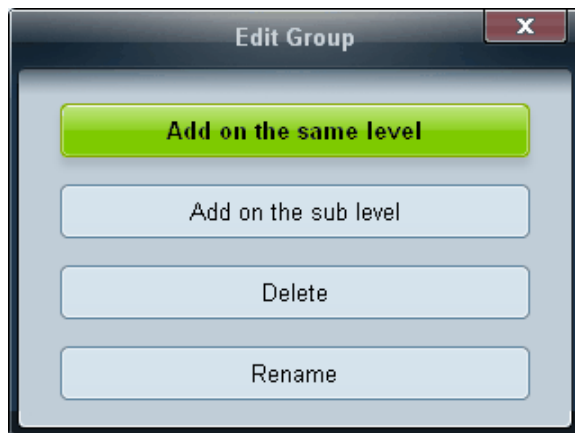 Edit Group
x
Add on the same level
Add on the sub level
Delete
Rename